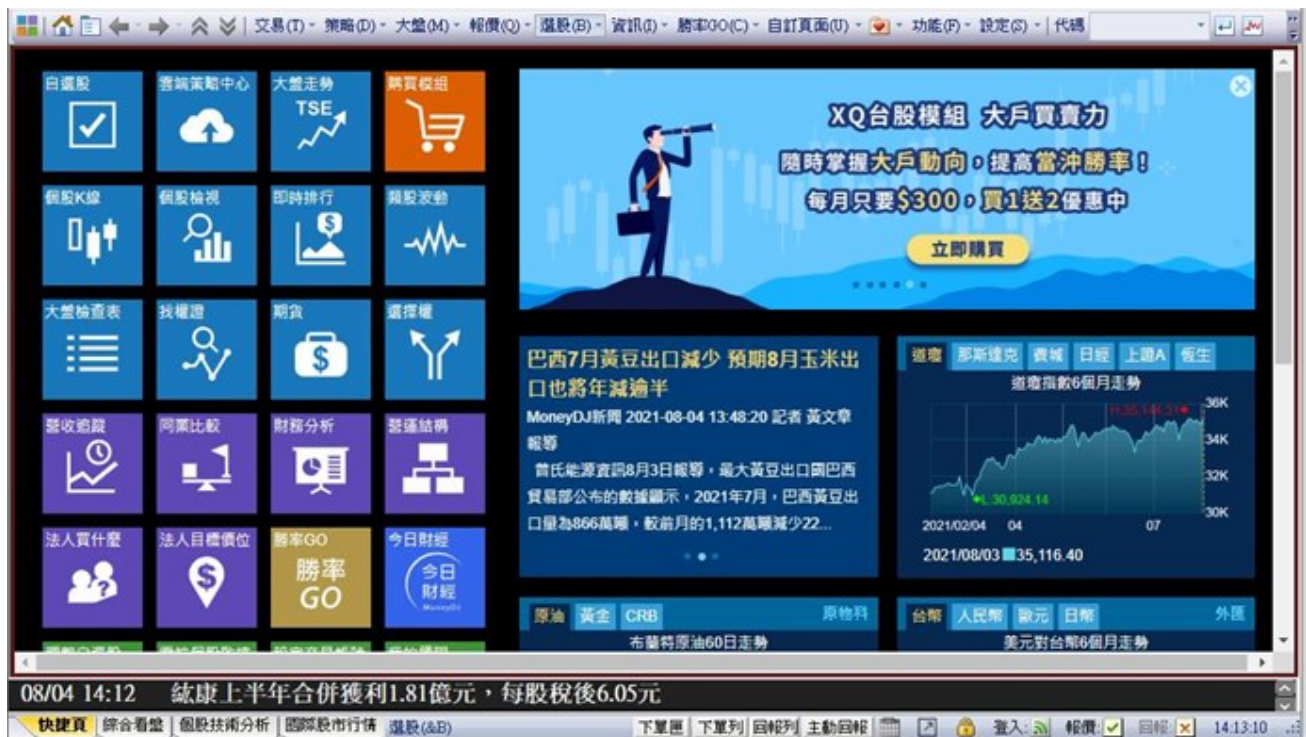 交易(T) 策略(D) 大盤(M) 報價(Q) 選股(B) 資訊(I) 勝率GO(C) 自訂頁面(U) 功能(F) 設定(S) 代碼
自選股 雲端策略中心 大盤走勢 購買模組
TSE
個股K線 個股檢視 即時排行 類股波動
大盤檢查表 找權證 期貨 選擇權
營收追蹤 同業比較 財務分析 營運結構
法人買什麼 法人目標價位 勝率GO 今日財經
勝率
GO
今日
財經
MoneyDJ
XQ台股模組 大戶買賣力
隨時掌握大戶動向，提高當沖勝率！
每月只要$300，買1送2優惠中
立即購買
巴西7月黃豆出口減少 預期8月玉米出
口也將年減逾半
MoneyDJ新聞 2021-08-04 13:48:20 記者 黃文章
報導
普氏能源資訊8月3日報導，最大黃豆出口國巴西
貿易部公布的數據顯示，2021年7月，巴西黃豆出
口量為866萬噸，較前月的1,112萬噸減少22...
道瓊 那斯達克 費城 日經 上證A 恆生
道瓊指數6個月走勢
H:35,144.31
36K
34K
32K
L:30,924.14
30K
2021/02/04 04 07
2021/08/03 35,116.40
原油 黃金 CRB 原物料
布蘭特原油60日走勢
台幣 人民幣 歐元 日幣 外匯
美元對台幣6個月走勢
08/04 14:12 紘康上半年合併獲利1.81億元，每股稅後6.05元
快捷頁 綜合看盤 個股技術分析 國際股市行情 選股(&B) 下單匣 下單列 回報列 主動回報 登入: 報價: 回報: 14:13:10